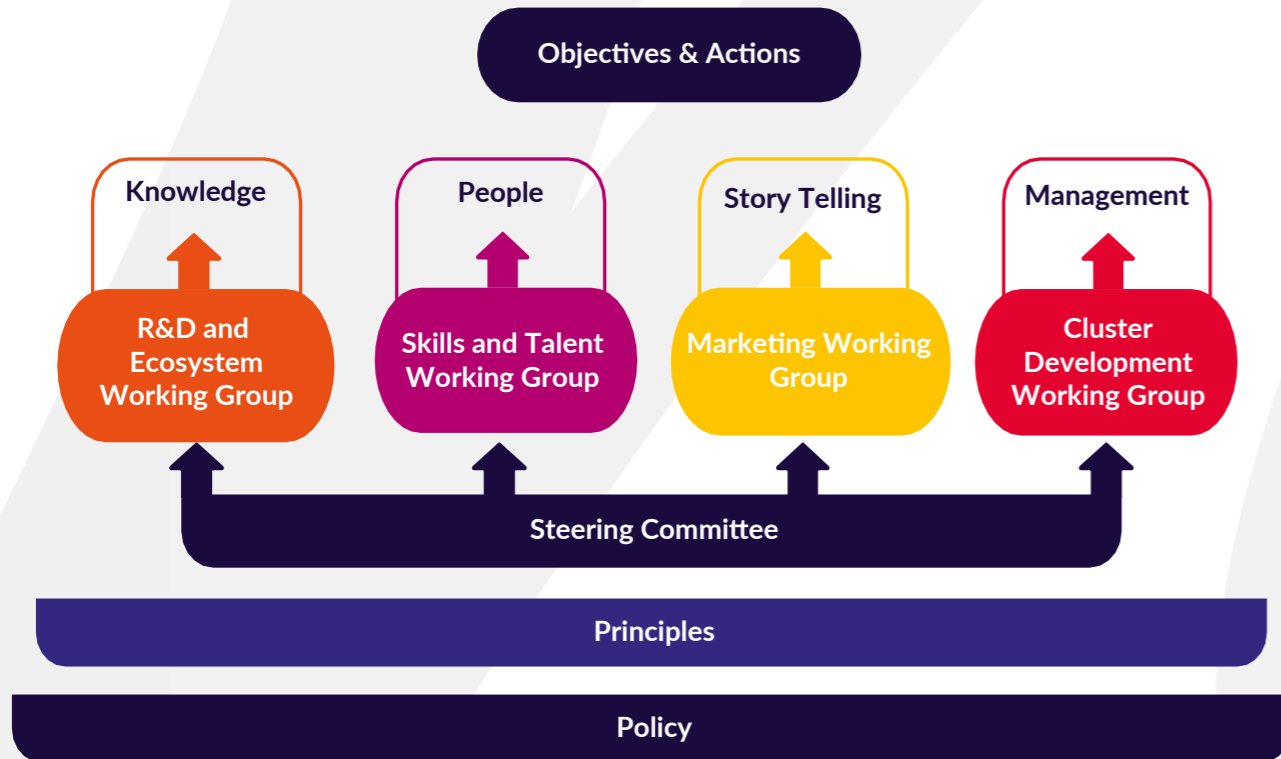 Objectives & Actions
Knowledge
People
Story Telling
Management
R&D and
Ecosystem
Working Group
Skills and Talent
Working Group
Marketing Working
Group
Cluster
Development
Working Group
Steering Committee
Principles
Policy